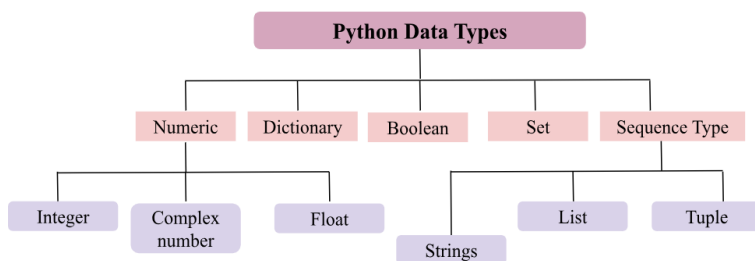 Python Data Types
Numeric
Dictionary
Boolean
Set
Sequence Type
Integer
Complex
number
Float
Strings
List
Tuple